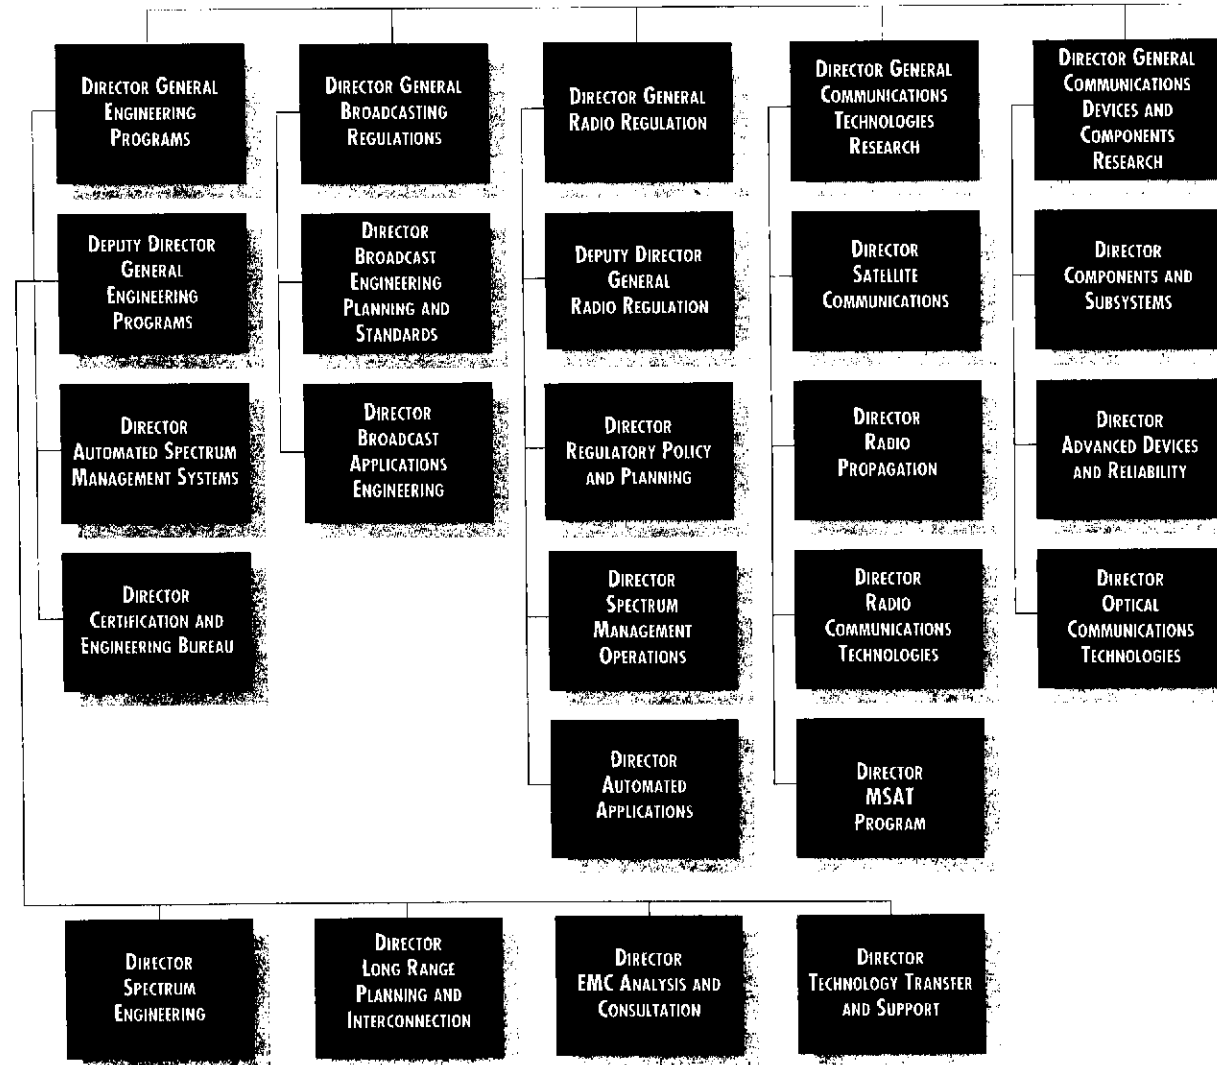 DIRECTOR GENERAL
ENGINEERING
PROGRAMS
DEPUTY DIRECTOR
GENERAL
ENGINEERING
PROGRAMS
DIRECTOR
AUTOMATED SPECTRUM
MANAGEMENT SYSTEMS
DIRECTOR
CERTIFICATION AND
ENGINEERING BUREAU
DIRECTOR GENERAL
BROADCASTING
REGULATIONS
DIRECTOR
BROADCAST
ENGINEERING
PLANNING AND
STANDARDS
DIRECTOR
BROADCAST
APPLICATIONS
ENGINEERING
DIRECTOR GENERAL
RADIO REGULATION
DEPUTY DIRECTOR
GENERAL
RADIO REGULATION
DIRECTOR
REGULATORY POLICY
AND PLANNING
DIRECTOR
SPECTRUM
MANAGEMENT
OPERATIONS
DIRECTOR
AUTOMATED
APPLICATIONS
DIRECTOR GENERAL
COMMUNICATIONS
TECHNOLOGIES
RESEARCH
DIRECTOR
SATELLITE
COMMUNICATIONS
DIRECTOR
RADIO
PROPAGATION
DIRECTOR
RADIO
COMMUNICATIONS
TECHNOLOGIES
DIRECTOR
MSAT
PROGRAM
DIRECTOR GENERAL
COMMUNICATIONS
DEVICES AND
COMPONENTS
RESEARCH
DIRECTOR
COMPONENTS AND
SUBSYSTEMS
DIRECTOR
ADVANCED DEVICES
AND RELIABILITY
DIRECTOR
OPTICAL
COMMUNICATIONS
TECHNOLOGIES
DIRECTOR
SPECTRUM
ENGINEERING
DIRECTOR
LONG RANGE
PLANNING AND
INTERCONNECTION
DIRECTOR
EMC ANALYSIS AND
CONSULTATION
DIRECTOR
TECHNOLOGY TRANSFER
AND SUPPORT